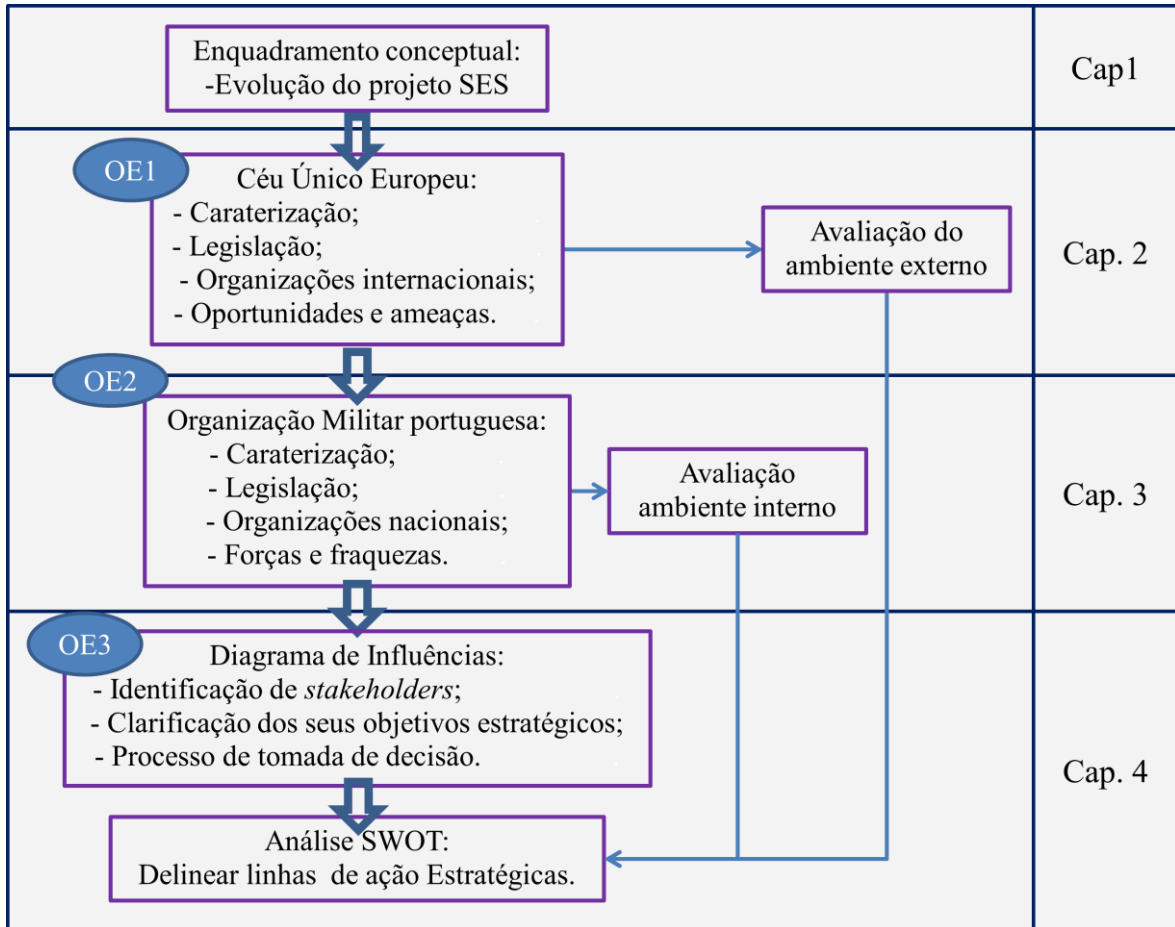 Enquadramento conceptual:
-Evolução do projeto SES
Cap1
OE1
Céu Único Europeu:
- Caraterização;
- Legislação;
- Organizações internacionais;
- Oportunidades e ameaças.
Avaliação do
ambiente externo
Cap. 2
OE2
Organização Militar portuguesa:
- Caraterização;
- Legislação;
- Organizações nacionais;
- Forças e fraquezas.
Avaliação
ambiente interno
Cap. 3
OE3
Diagrama de Influências:
- Identificação de stakeholders;
- Clarificação dos seus objetivos estratégicos;
- Processo de tomada de decisão.
Cap. 4
Análise SWOT:
Delinear linhas de ação Estratégicas.